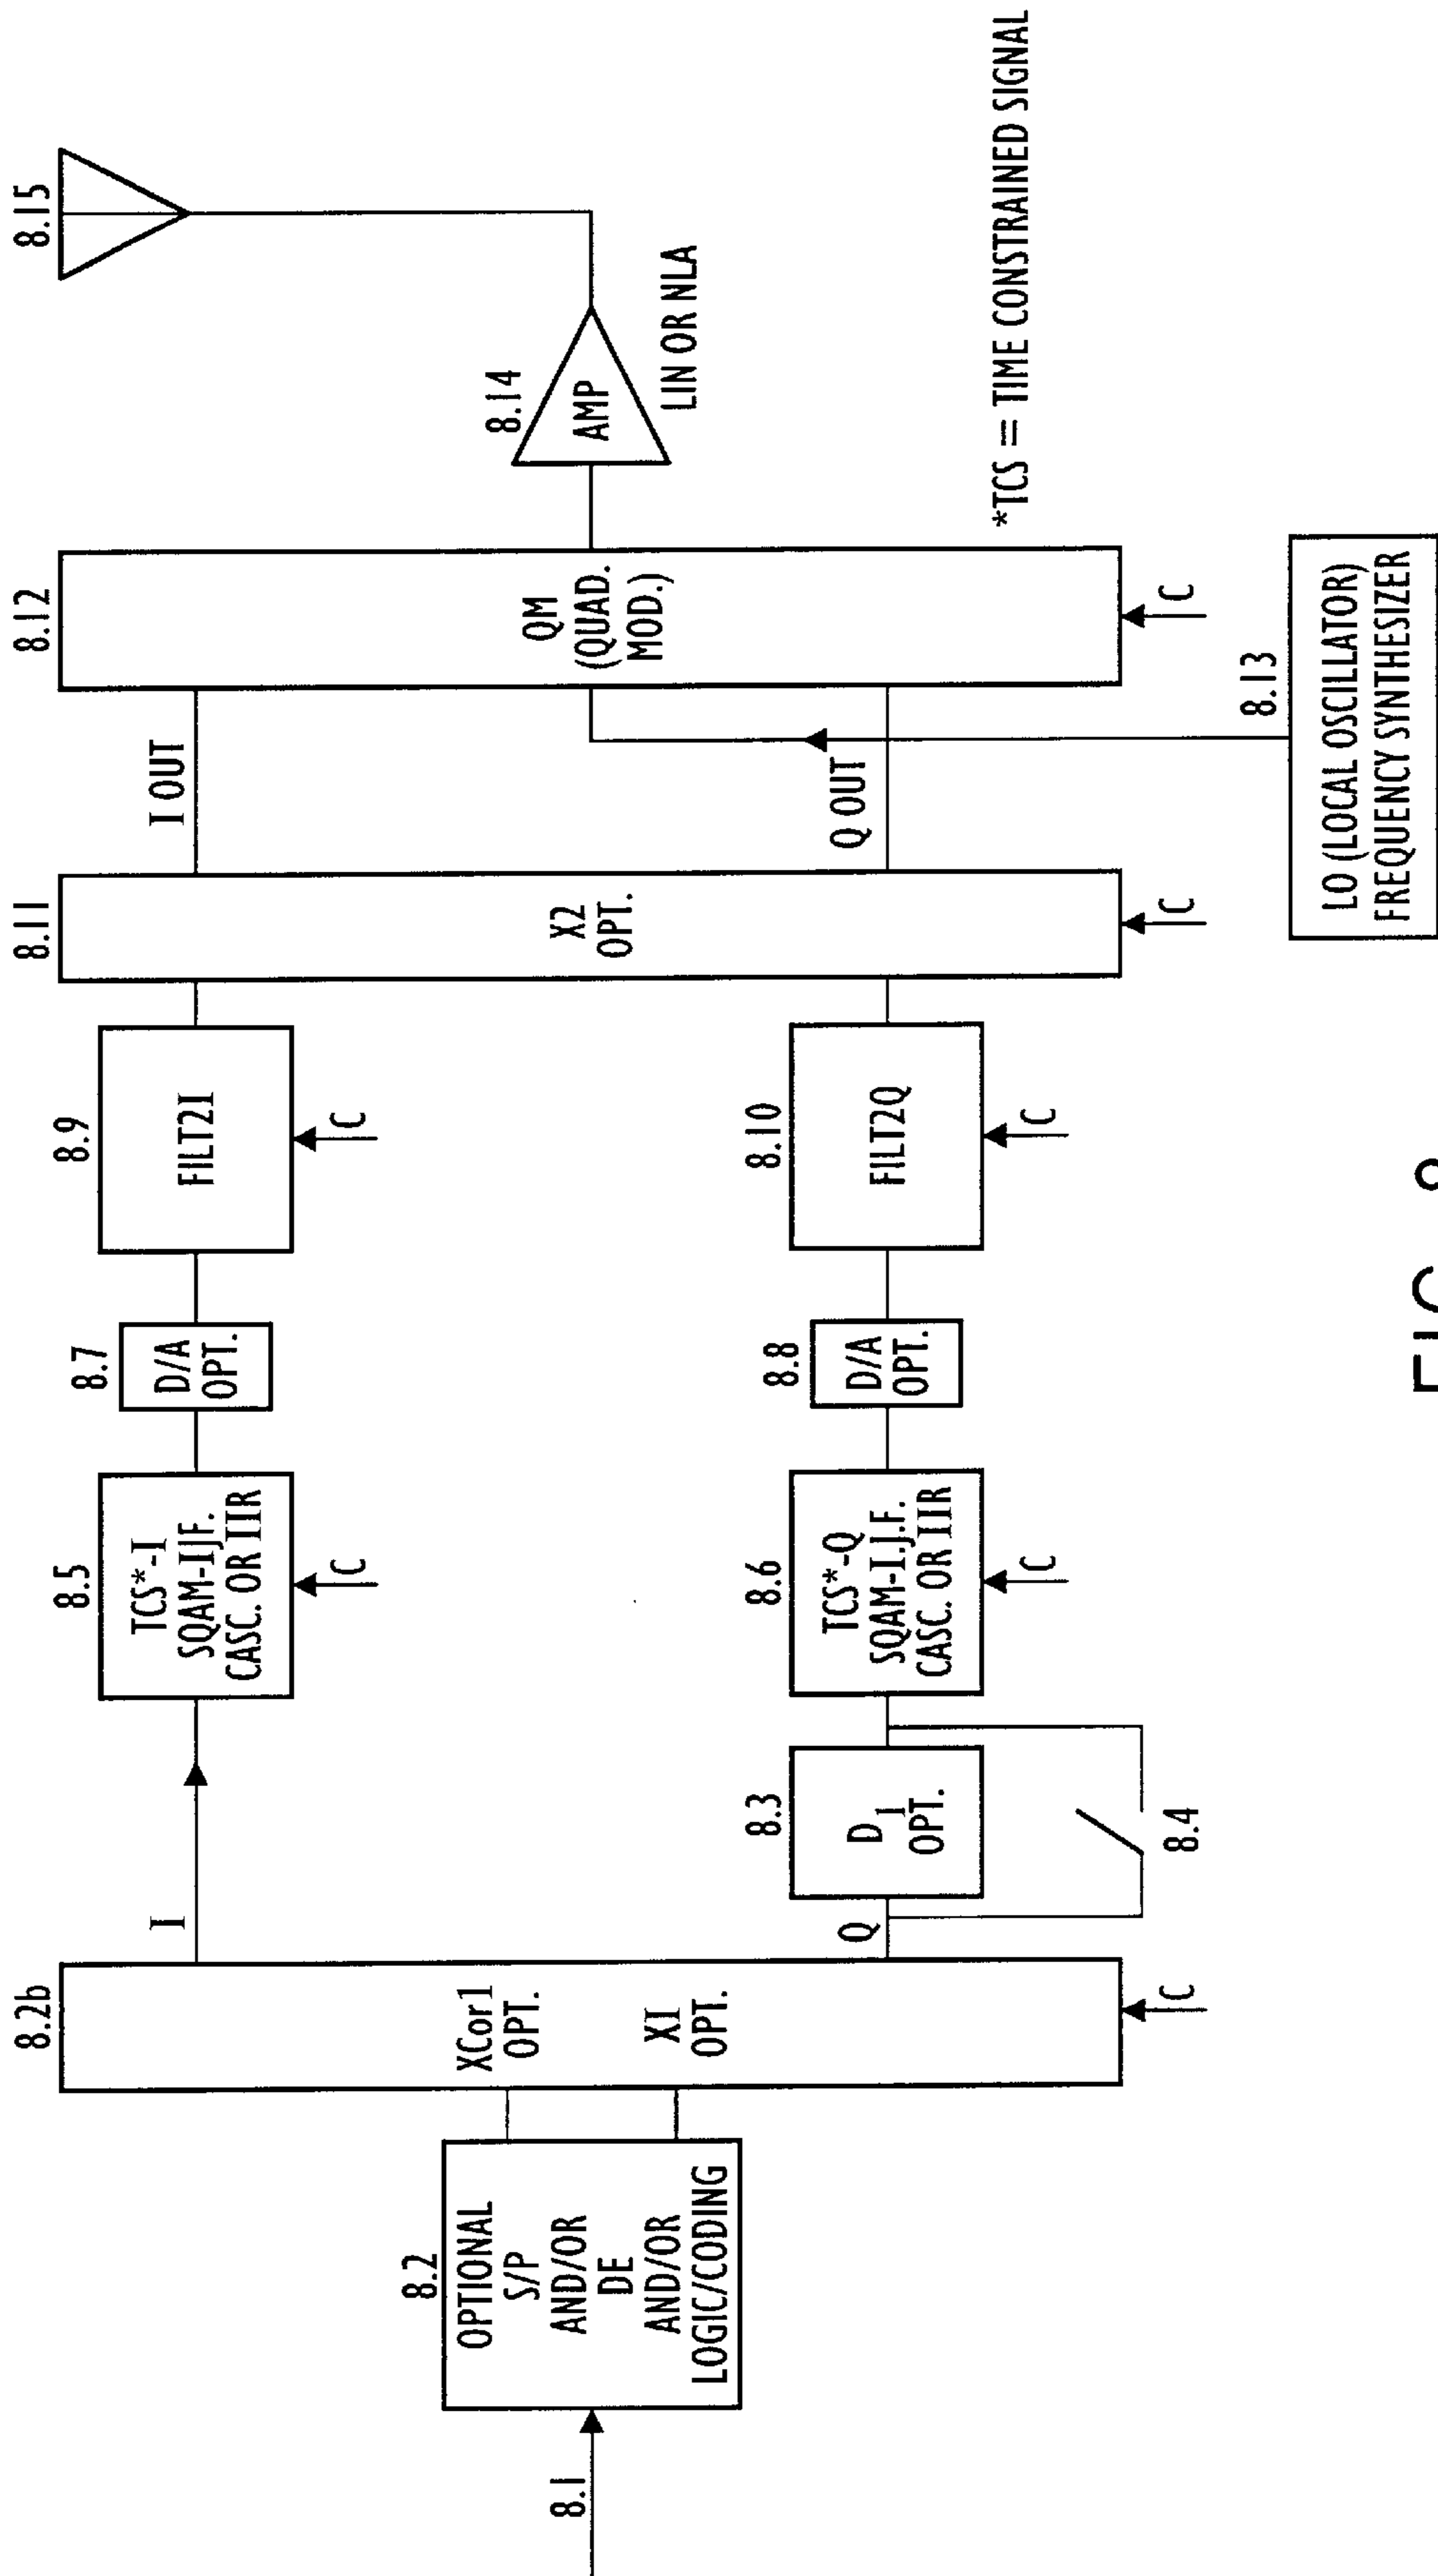 8.1
8.2
OPTIONAL
S/P
AND/OR
DE
AND/OR
LOGIC/CODING
8.2b
XCor1
OPT.
XI
OPT.
C
I
Q
8.3
D1
OPT.
8.4
8.5
TCS*-I
SQAM-IJF.
CASC. OR IIR
C
8.6
TCS*-Q
SQAM-I.J.F.
CASC. OR IIR
C
8.7
D/A
OPT.
8.8
D/A
OPT.
8.9
FILT2I
C
8.10
FILT2Q
C
8.11
X2
OPT.
C
I OUT
Q OUT
8.12
QM
(QUAD.
MOD.)
C
8.13
LO (LOCAL OSCILLATOR)
FREQUENCY SYNTHESIZER
8.14
AMP
LIN OR NLA
8.15
*TCS = TIME CONSTRAINED SIGNAL